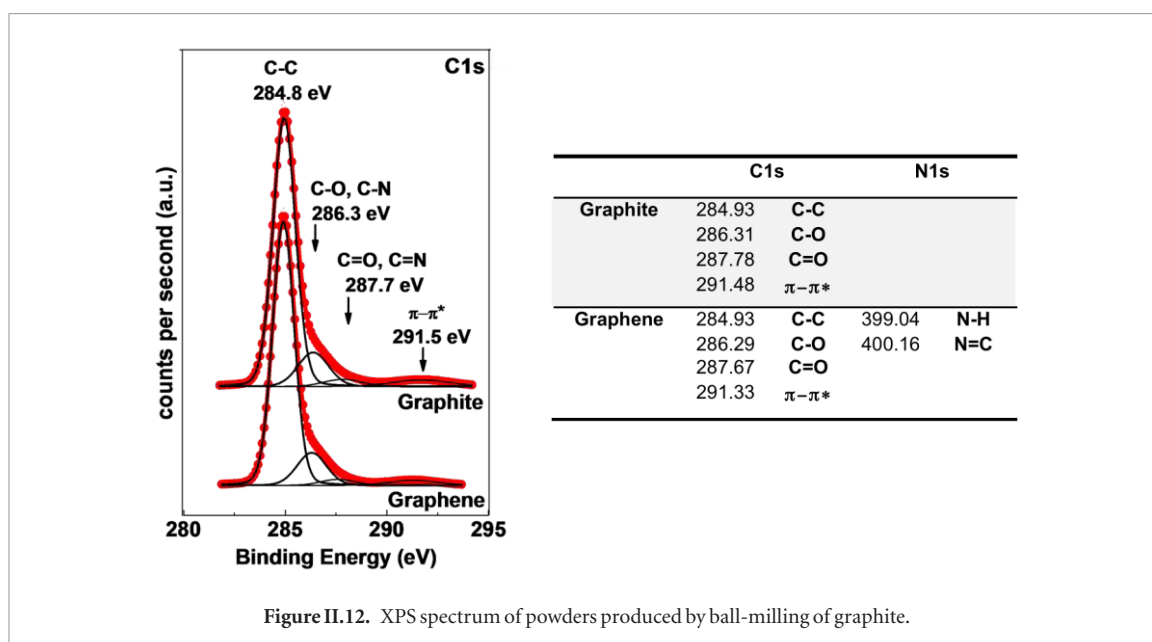 C1s
C-C
284.8 eV
C-O, C-N
286.3 eV
C=O, C=N
287.7 eV
π–π*
291.5 eV
Graphite
Graphene
counts per second (a.u.)
280 285 290 295
Binding Energy (eV)
C1s N1s
Graphite 284.93 C-C
286.31 C-O
287.78 C=O
291.48 π–π*
Graphene 284.93 C-C 399.04 N-H
286.29 C-O 400.16 N=C
287.67 C=O
291.33 π–π*
Figure II.12. XPS spectrum of powders produced by ball-milling of graphite.